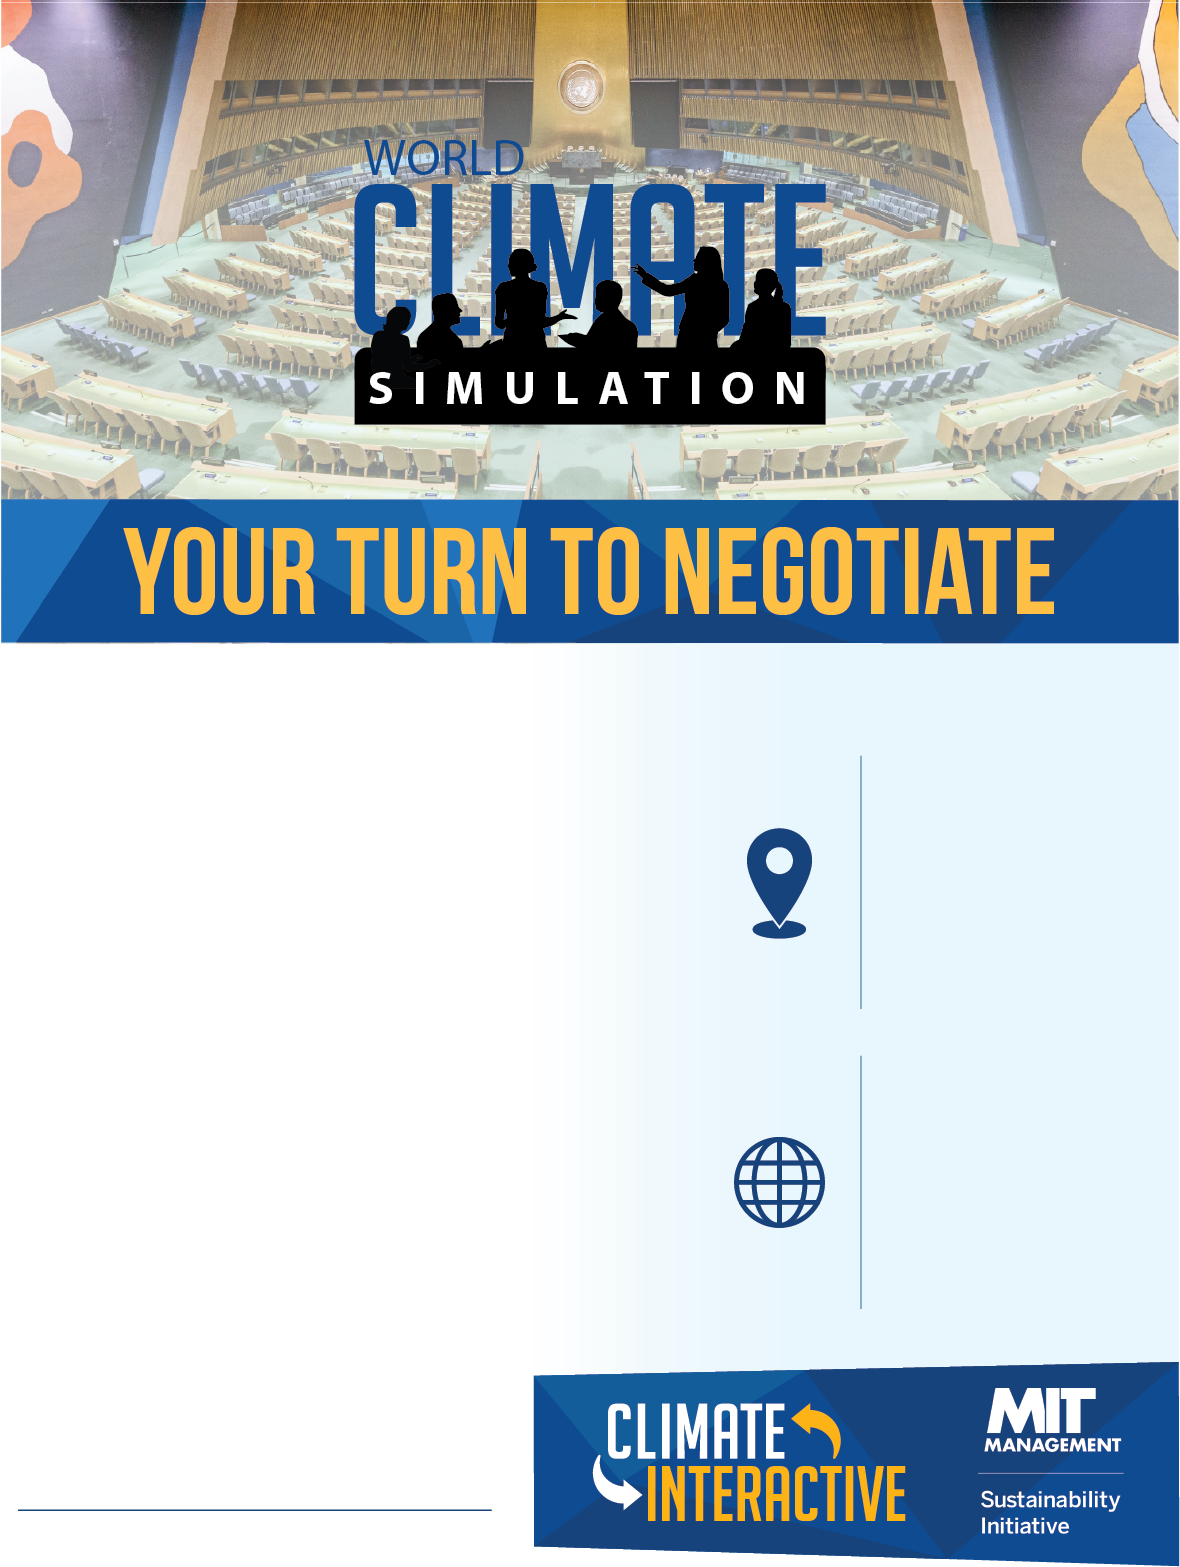 WORLD
CLIMATE
SIMULATION
YOUR TURN TO NEGOTIATE
CLIMATE
INTERACTIVE
MIT
MANAGEMENT
Sustainability
Initiative